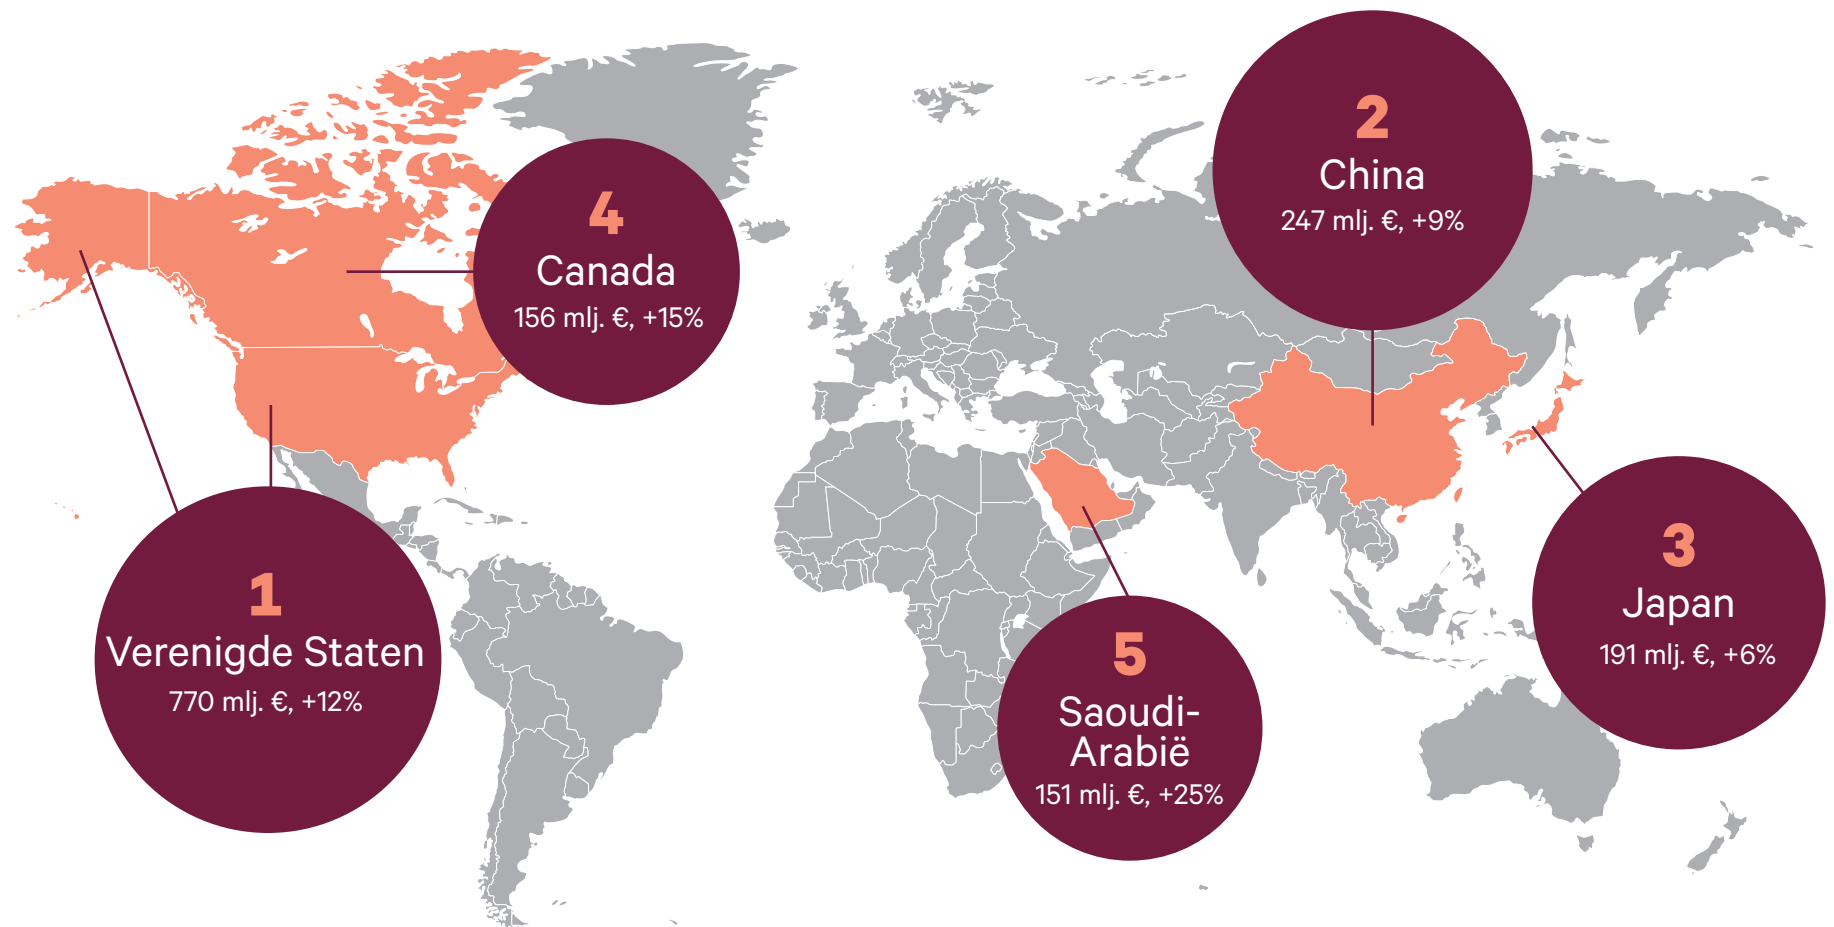 1
Verenigde Staten
770 mlj. €, +12%
2
China
247 mlj. €, +9%
3
Japan
191 mlj. €, +6%
4
Canada
156 mlj. €, +15%
5
Saoudi-
Arabië
151 mlj. €, +25%